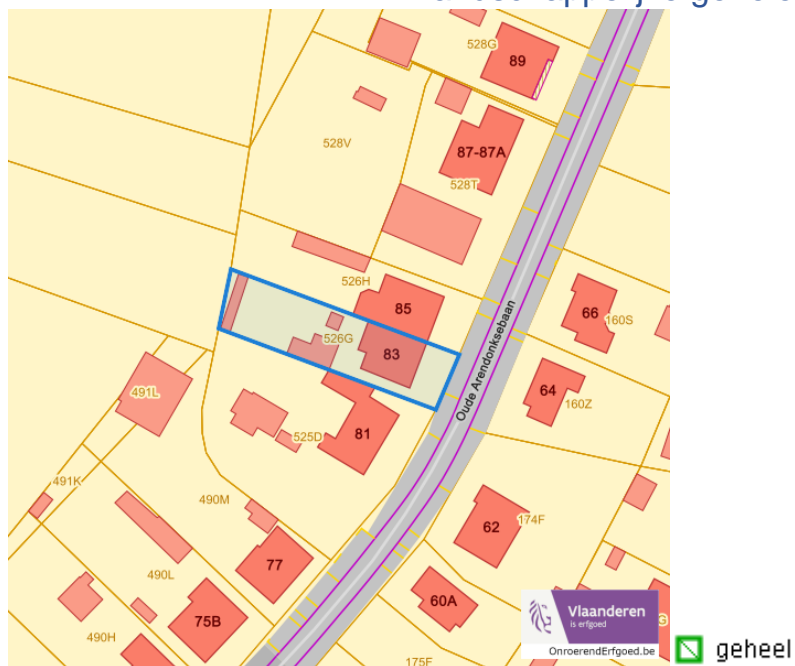 528G
89
528V
87-87A
528T
526H
85
66
160S
526G
83
Oude Arendonksebaan
64
160Z
491L
81
525D
491K
490M
62
174F
77
490L
60A
75B
490H
175F
Vlaanderen
is erfgoed
OnroerendErfgoed.be
geheel